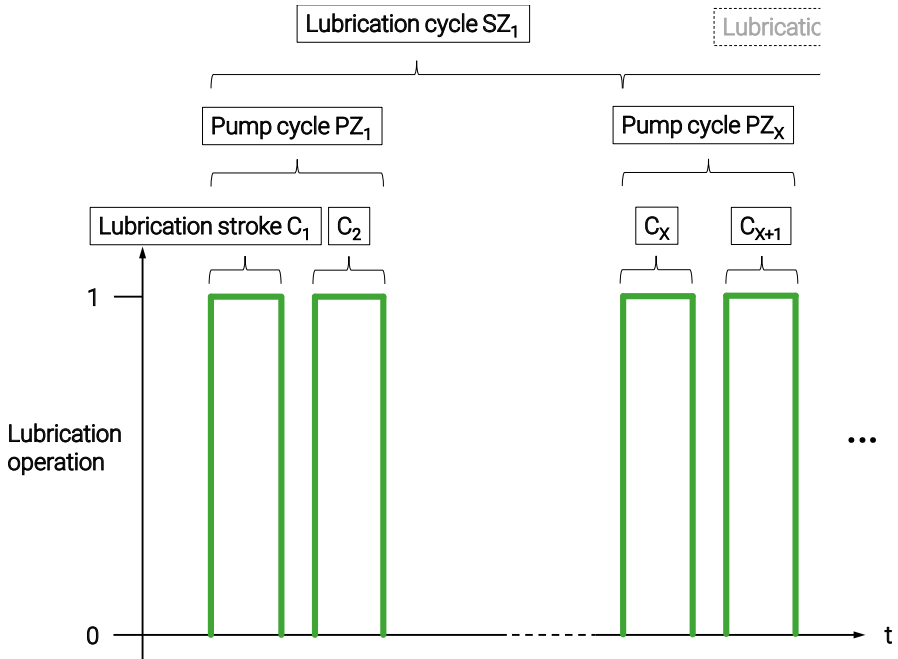 Lubrication cycle SZ1
Pump cycle PZ1
Pump cycle PZX
Lubrication stroke C1
C2
CX
CX+1
1
Lubrication
operation
...
0
t